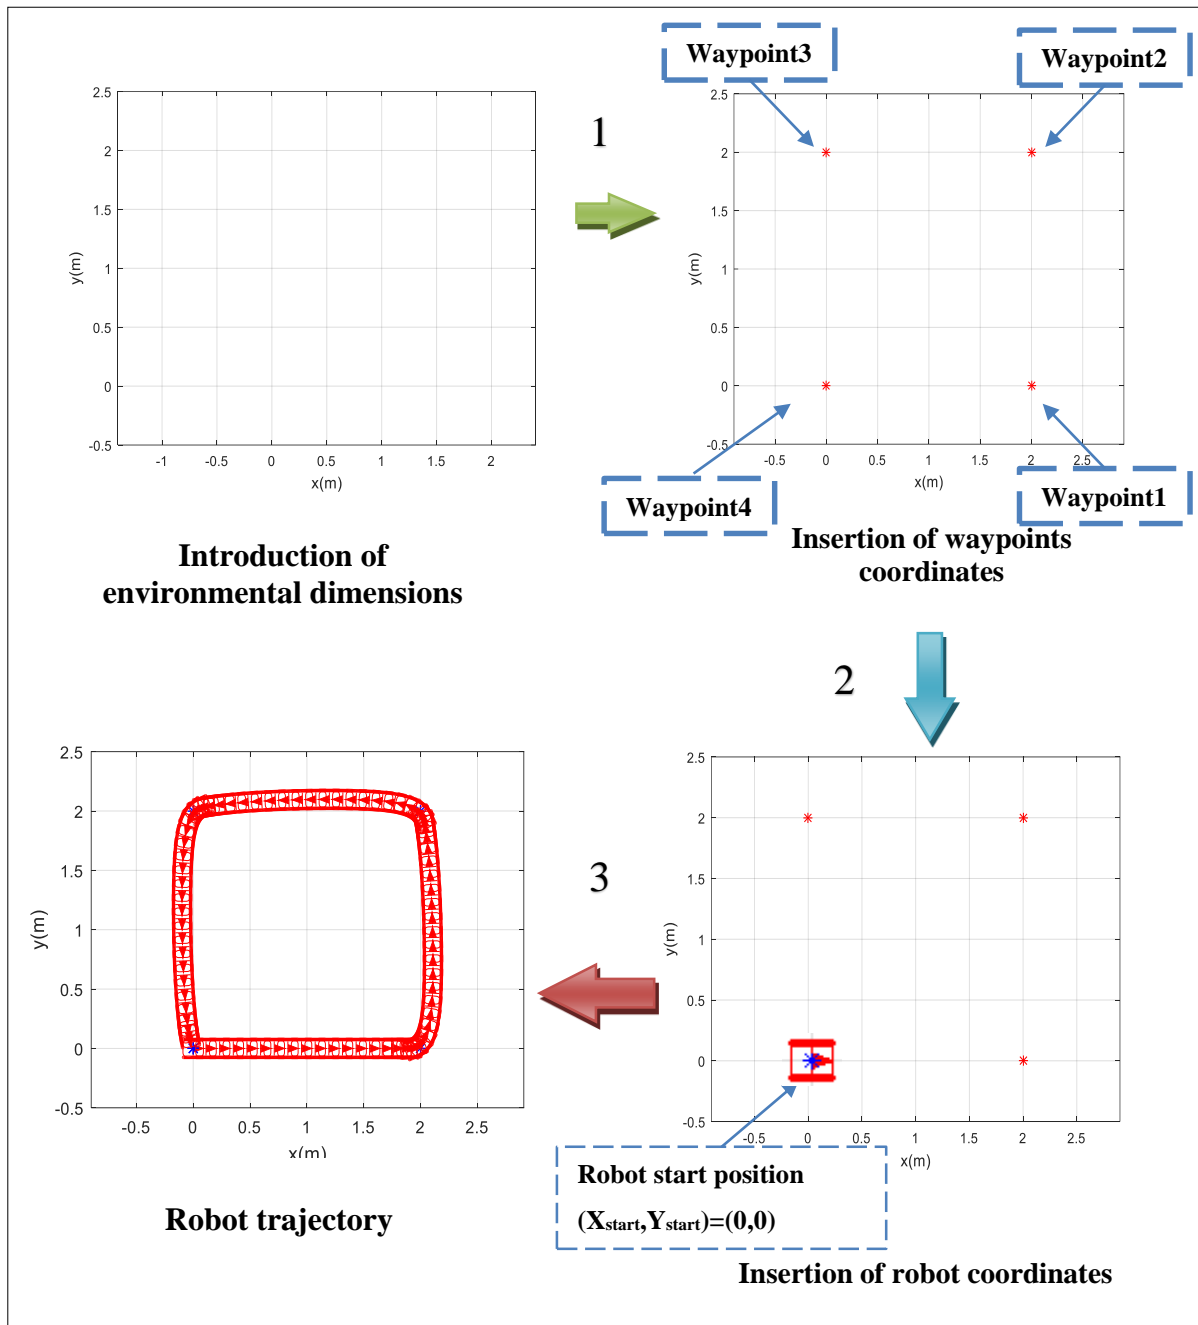 Waypoint3
Waypoint2
2.5
2
1.5
1
0.5
0
-0.5
y(m)
-1
-0.5
0
0.5
1
1.5
2
x(m)
1
2.5
2
1.5
1
0.5
0
-0.5
y(m)
-0.5
0
0.5
1
1.5
2
2.5
x(m)
Waypoint4
Waypoint1
Introduction of
environmental dimensions
Insertion of waypoints
coordinates
2
2.5
2
1.5
1
0.5
0
-0.5
y(m)
-0.5
0
0.5
1
1.5
2
2.5
x(m)
3
2.5
2
1.5
1
0.5
0
-0.5
y(m)
-0.5
0
0.5
1
1.5
2
2.5
x(m)
Robot start position
(Xstart,Ystart)=(0,0)
Robot trajectory
Insertion of robot coordinates